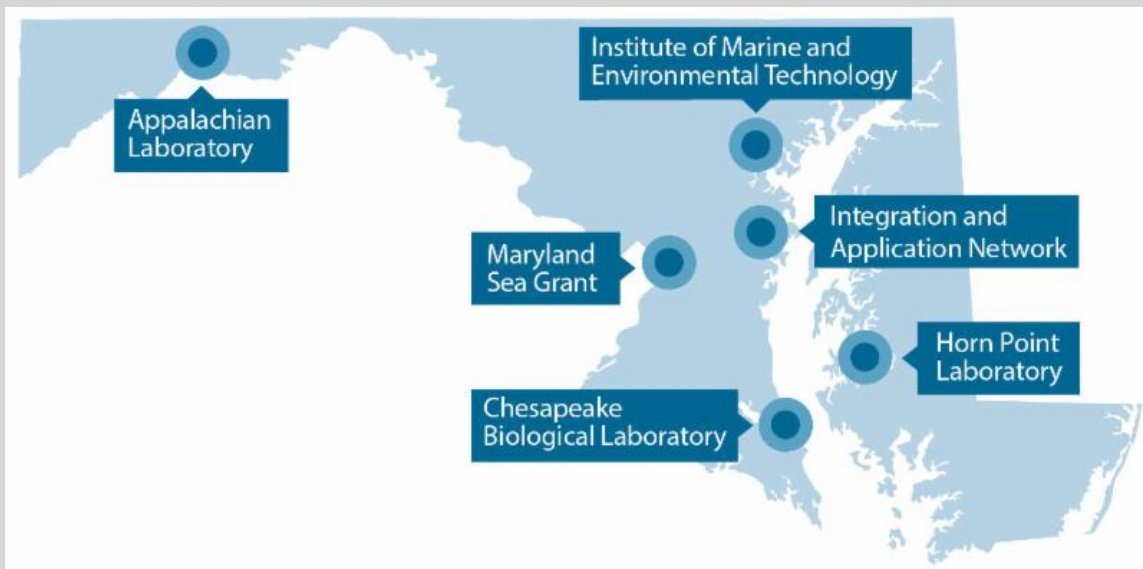 Institute of Marine and
Environmental Technology
Appalachian
Laboratory
Integration and
Application Network
Maryland
Sea Grant
Horn Point
Laboratory
Chesapeake
Biological Laboratory